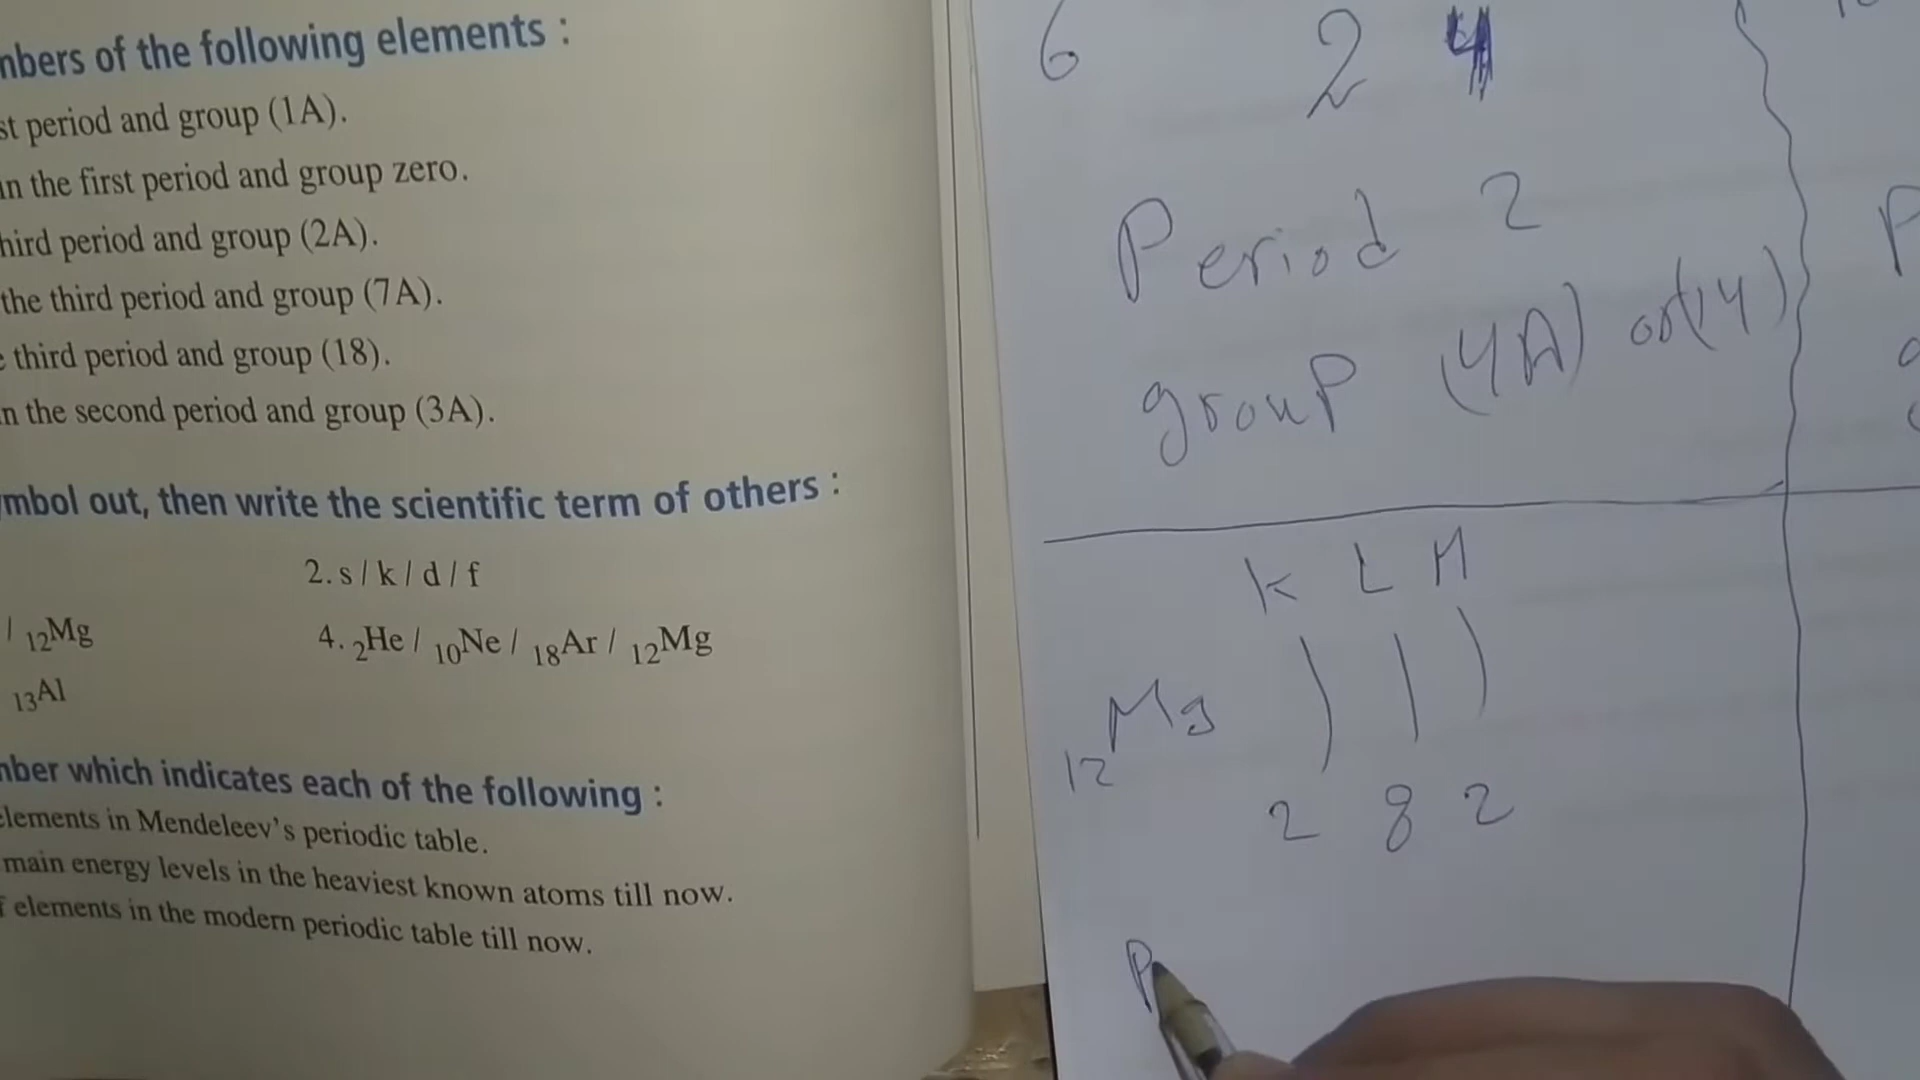 nbers of the following elements :
st period and group (1A).
in the first period and group zero.
hird period and group (2A).
the third period and group (7A).
third period and group (18).
n the second period and group (3A).
mbol out, then write the scientific term of others :
2. s / k / d / f
/ 12Mg
4. 2He / 10Ne / 18Ar / 12Mg
13Al
nber which indicates each of the following :
elements in Mendeleev's periodic table.
main energy levels in the heaviest known atoms till now.
f elements in the modern periodic table till now.
6 2 4
Period 2
group (4A) or (14)
K L M
12Mg
2 8 2
P
P